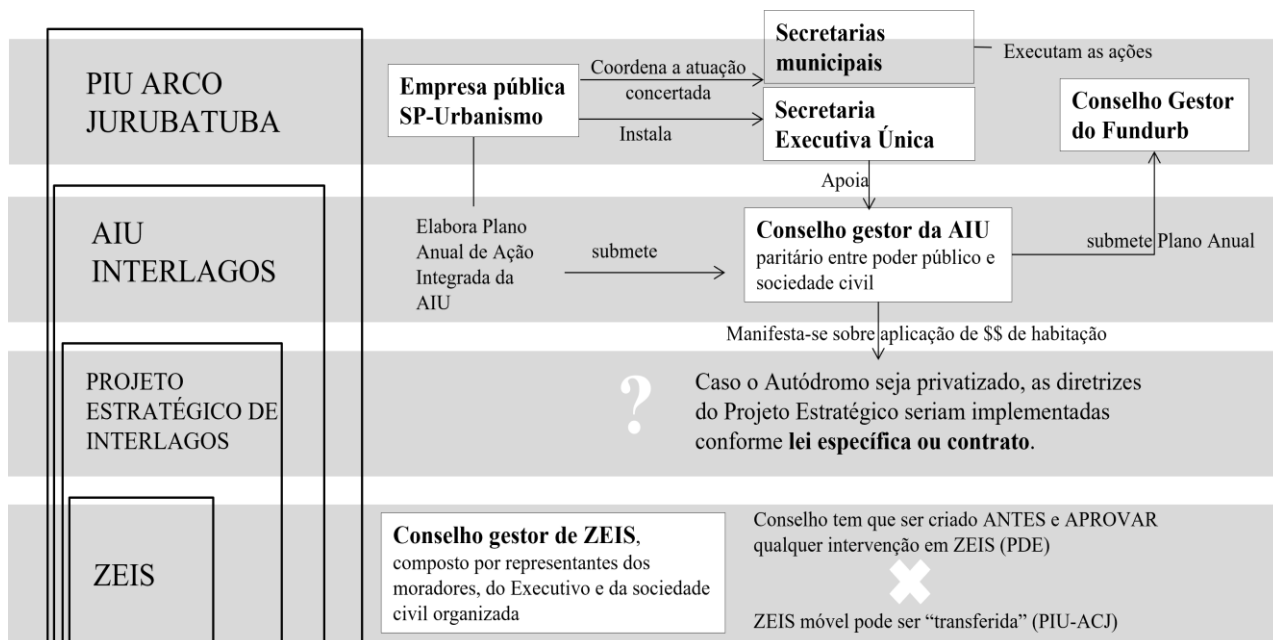 PIU ARCO
JURUBATUBA
Empresa pública
SP-Urbanismo
Coordena a atuação
concertada
Instala
Secretarias
municipais
Executam as ações
Secretaria
Executiva Única
Conselho Gestor
do Fundurb
Apoia
AIU
INTERLAGOS
Elabora Plano
Anual de Ação
Integrada da
AIU
submete
Conselho gestor da AIU
paritário entre poder público e
sociedade civil
submete Plano Anual
Manifesta-se sobre aplicação de $$ de habitação
PROJETO
ESTRATÉGICO DE
INTERLAGOS
?
Caso o Autódromo seja privatizado, as diretrizes
do Projeto Estratégico seriam implementadas
conforme lei específica ou contrato.
ZEIS
Conselho gestor de ZEIS,
composto por representantes dos
moradores, do Executivo e da sociedade
civil organizada
Conselho tem que ser criado ANTES e APROVAR
qualquer intervenção em ZEIS (PDE)
ZEIS móvel pode ser “transferida” (PIU-ACJ)